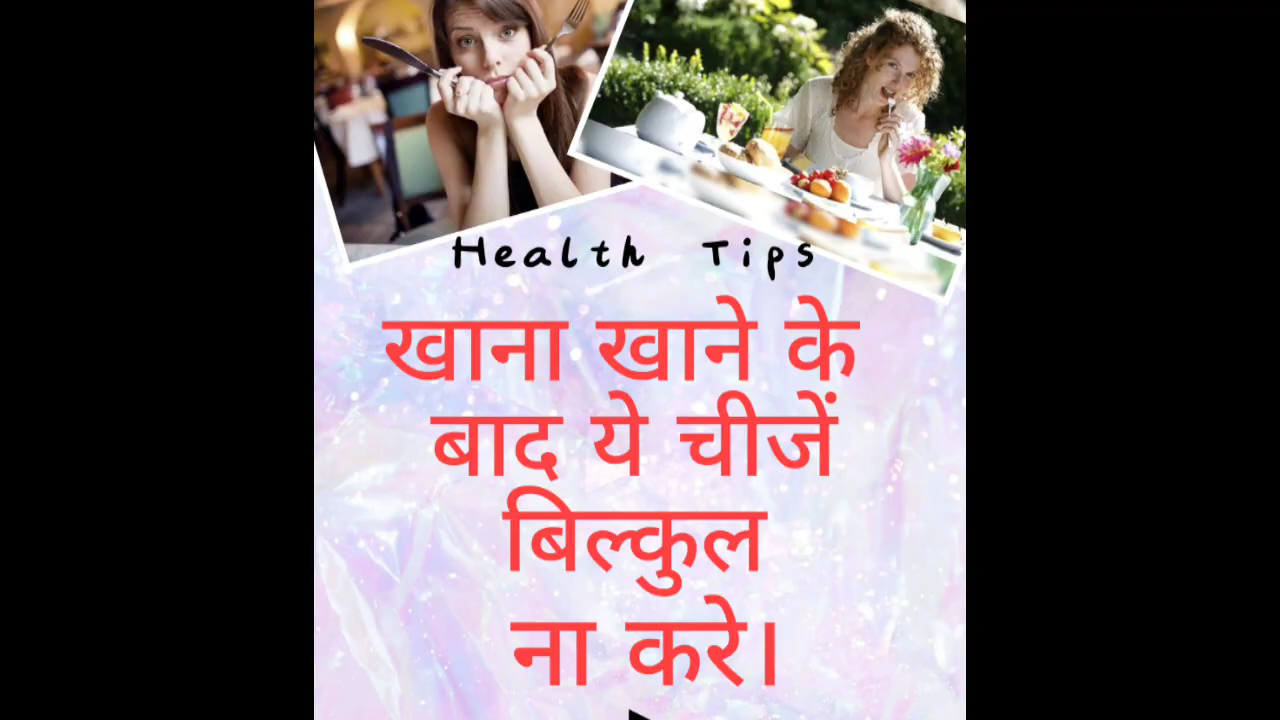 Health Tips
खाना खाने के
बाद ये चीजें
बिल्कुल
ना करे।